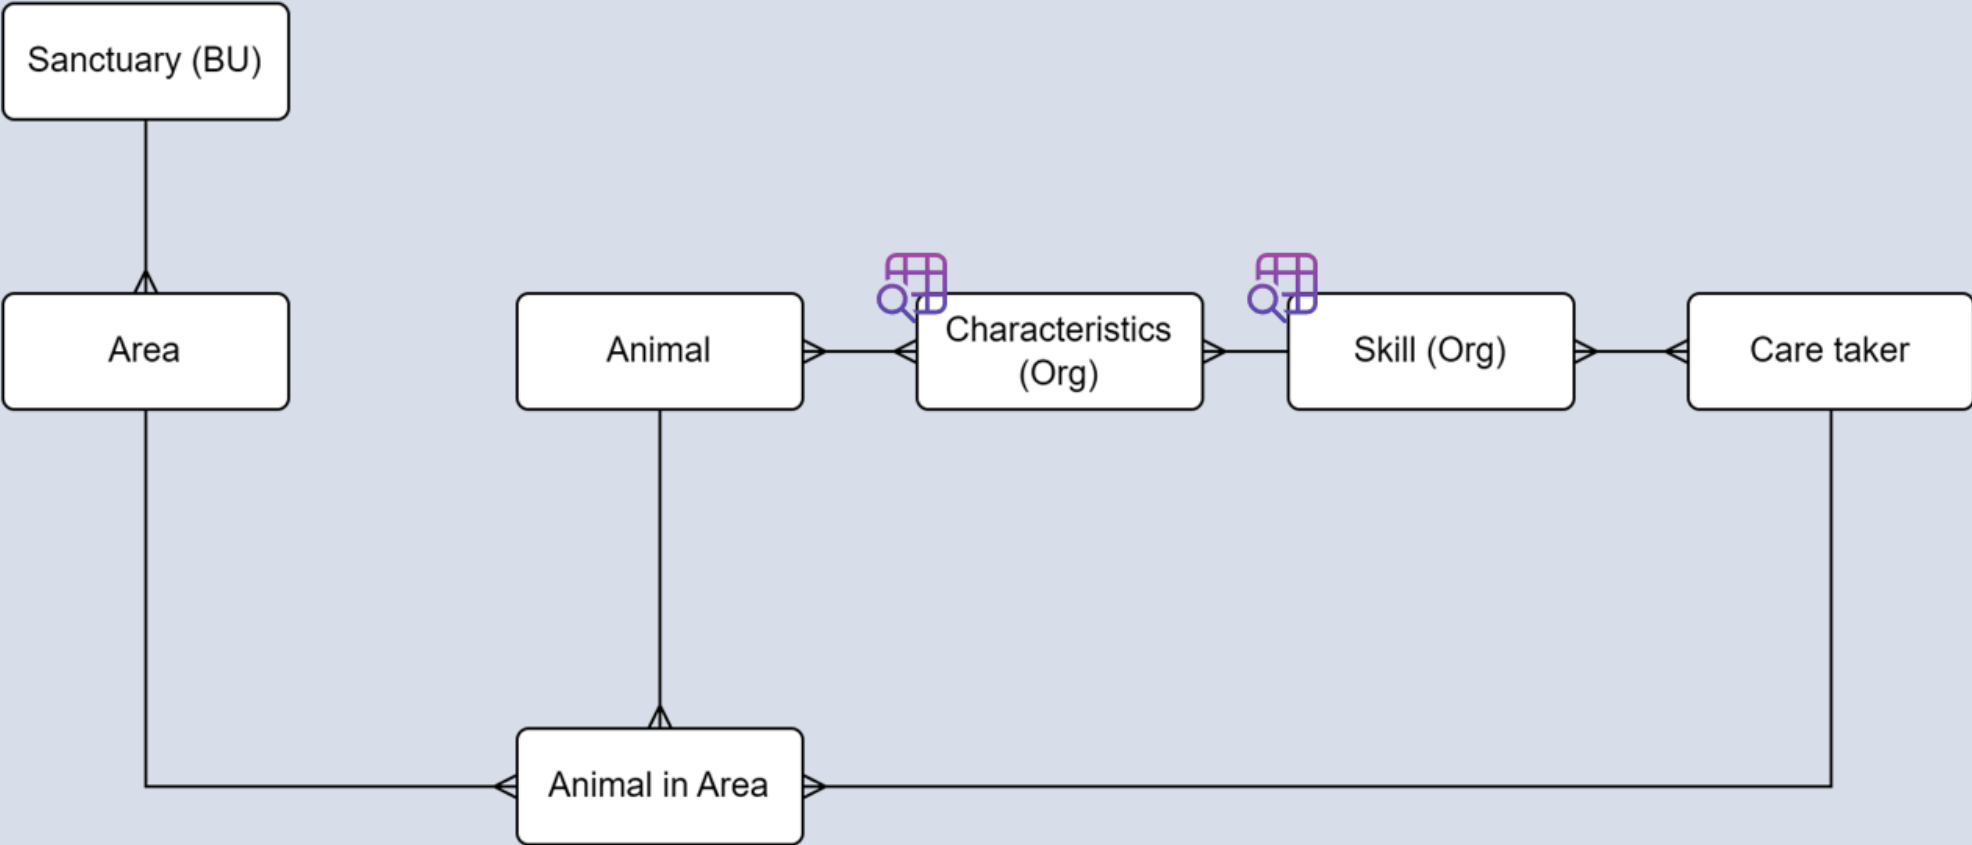 Sanctuary (BU)
Area
Animal
Characteristics
(Org)
Skill (Org)
Care taker
Animal in Area